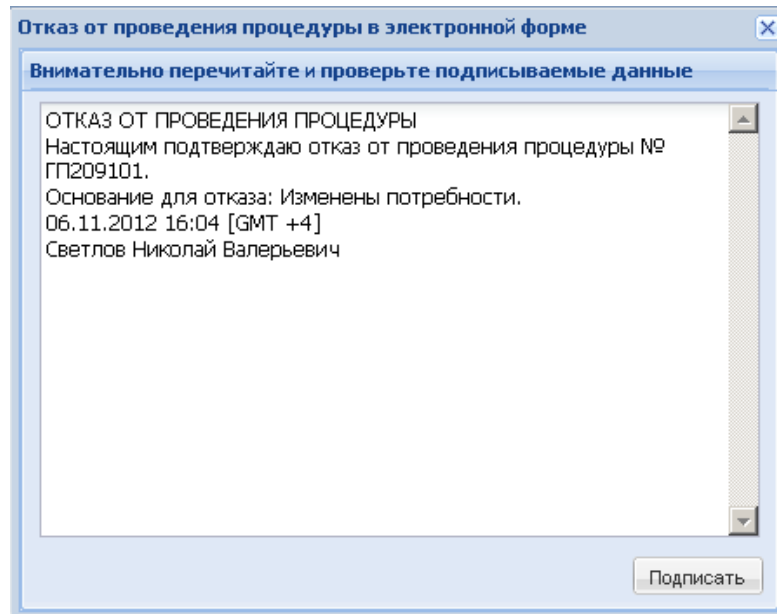 Отказ от проведения процедуры в электронной форме
Внимательно перечитайте и проверьте подписываемые данные
ОТКАЗ ОТ ПРОВЕДЕНИЯ ПРОЦЕДУРЫ
Настоящим подтверждаю отказ от проведения процедуры №
ГП209101.
Основание для отказа: Изменены потребности.
06.11.2012 16:04 [GMT +4]
Светлов Николай Валерьевич
Подписать